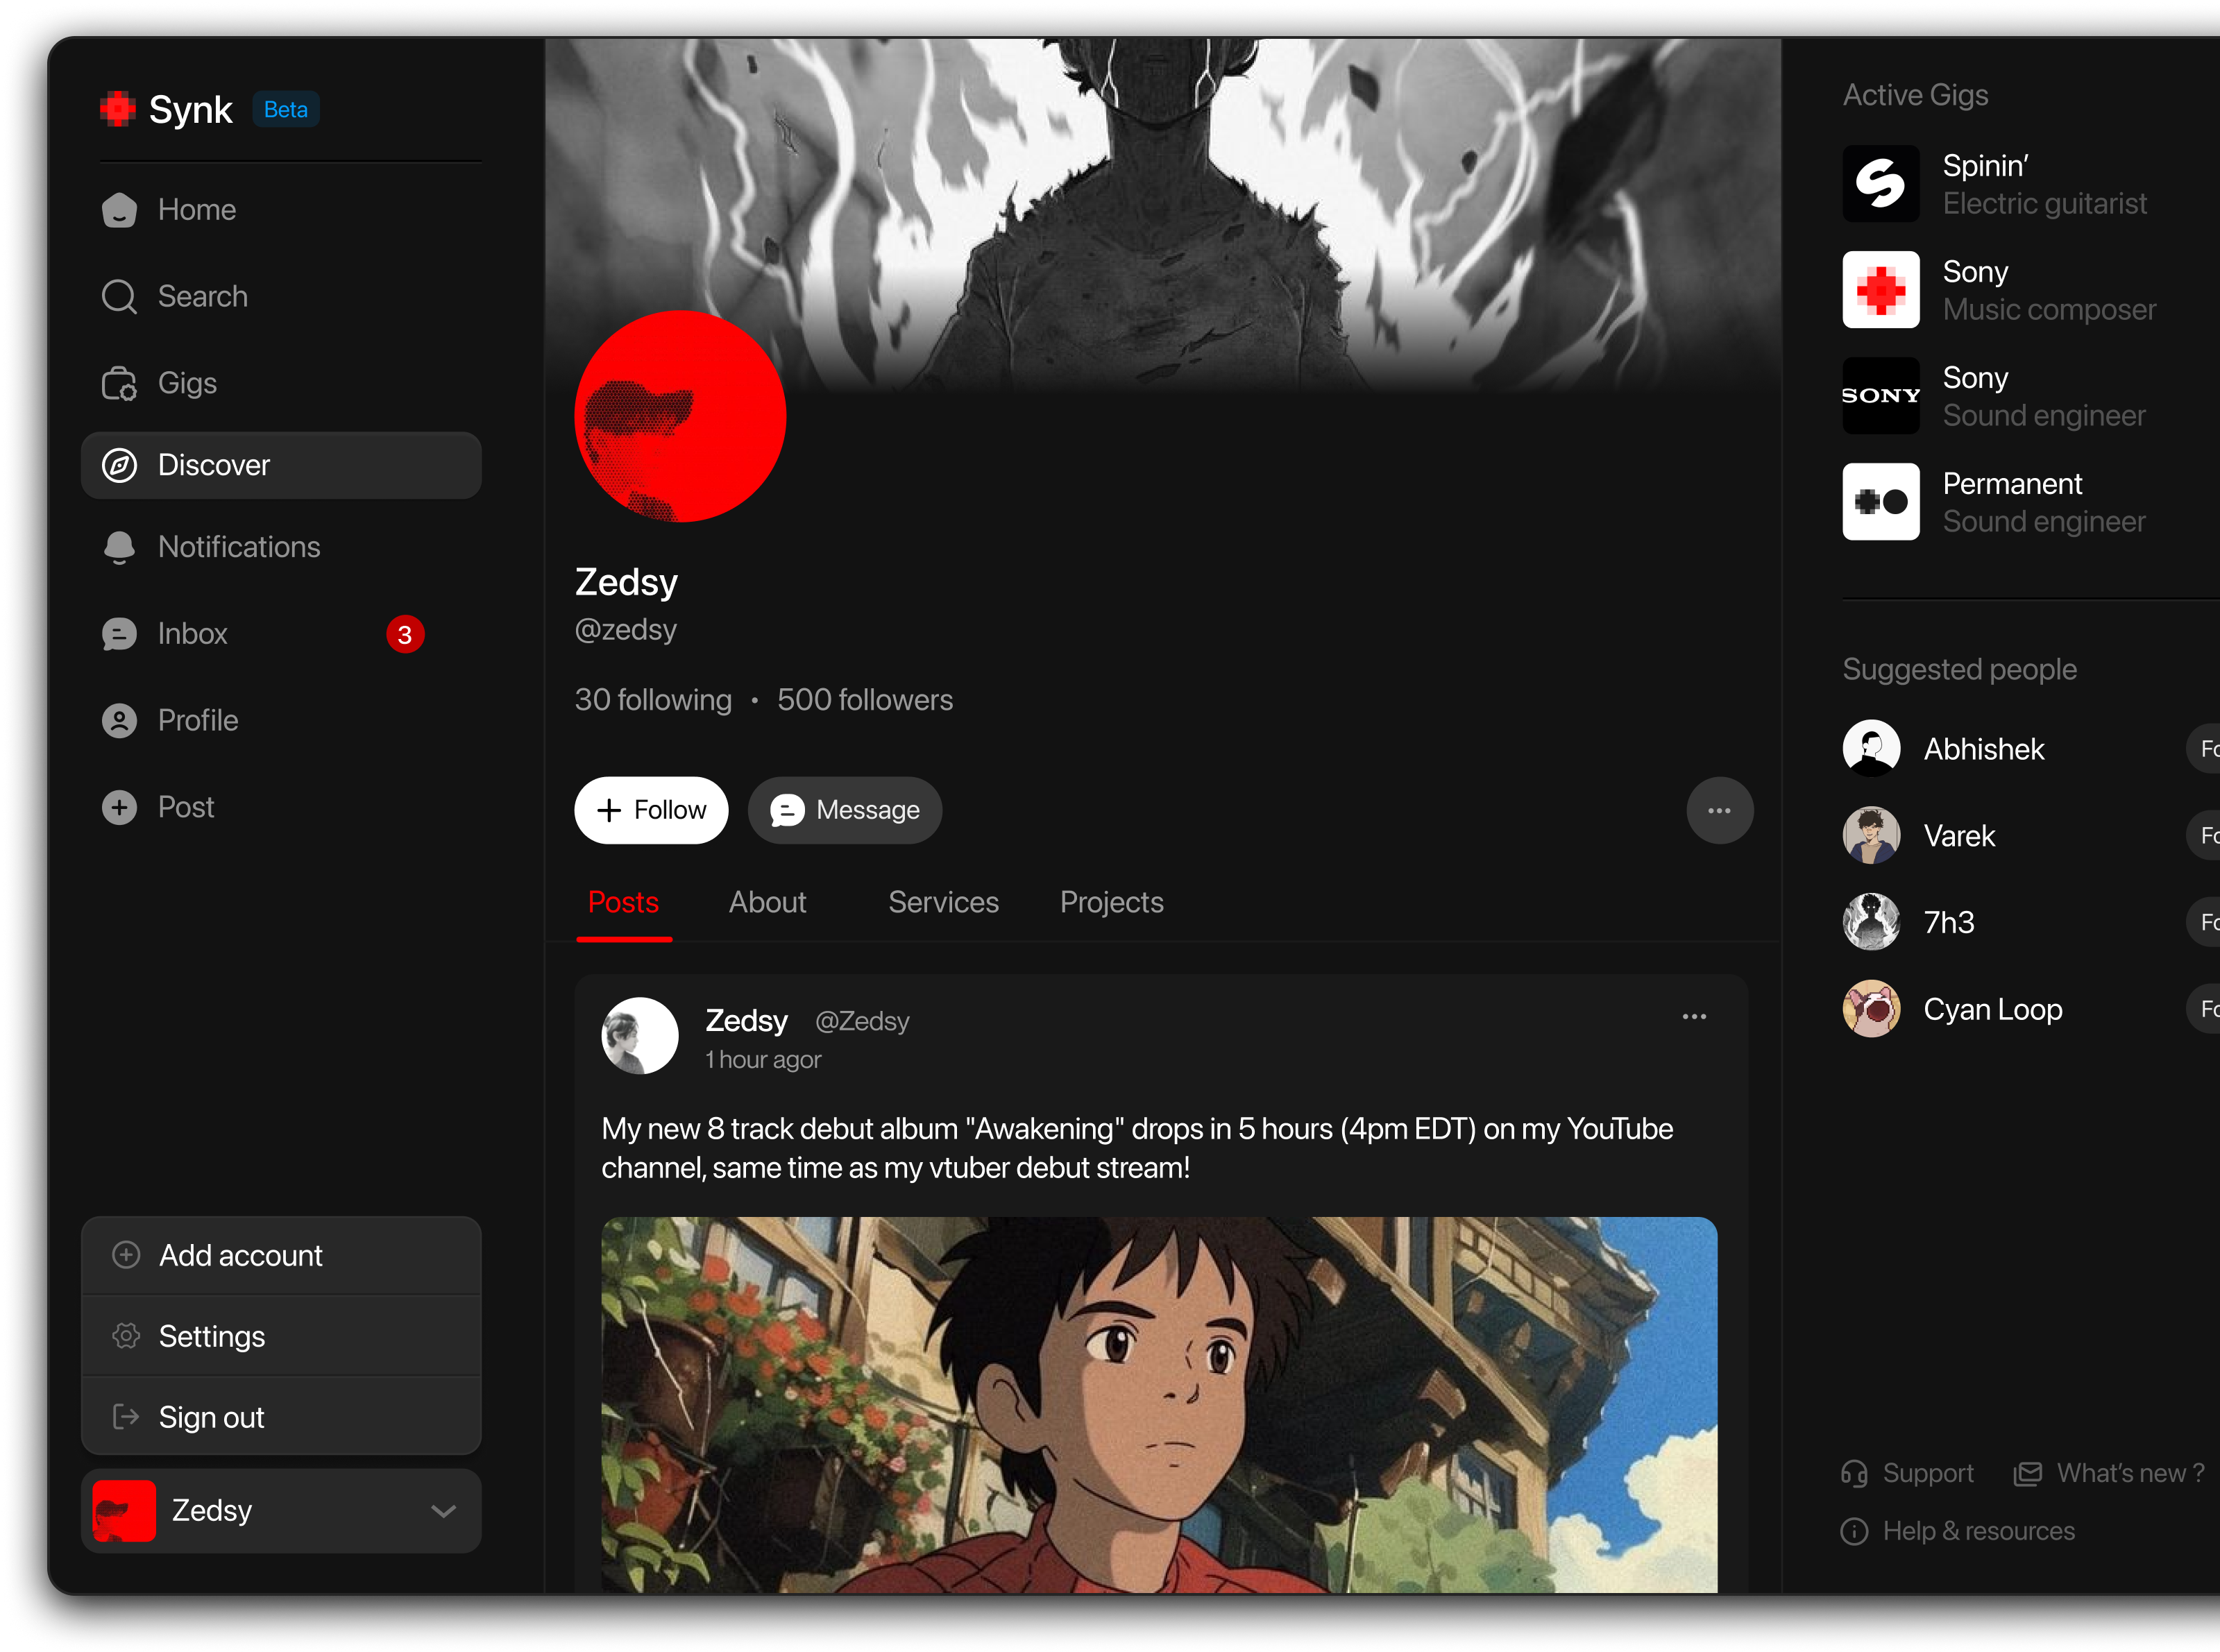 Synk Beta
Home
Search
Gigs
Discover
Notifications
Inbox 3
Profile
Post
Add account
Settings
Sign out
Zedsy
Zedsy
@zedsy
30 following • 500 followers
Follow Message
Posts About Services Projects
Zedsy @Zedsy
1 hour agor
My new 8 track debut album "Awakening" drops in 5 hours (4pm EDT) on my YouTube
channel, same time as my vtuber debut stream!
Active Gigs
Spinin’
Electric guitarist
Sony
Music composer
SONY
Sony
Sound engineer
Permanent
Sound engineer
Suggested people
Abhishek Fo
Varek Fo
7h3 Fo
Cyan Loop Fo
Support What’s new ?
Help & resources